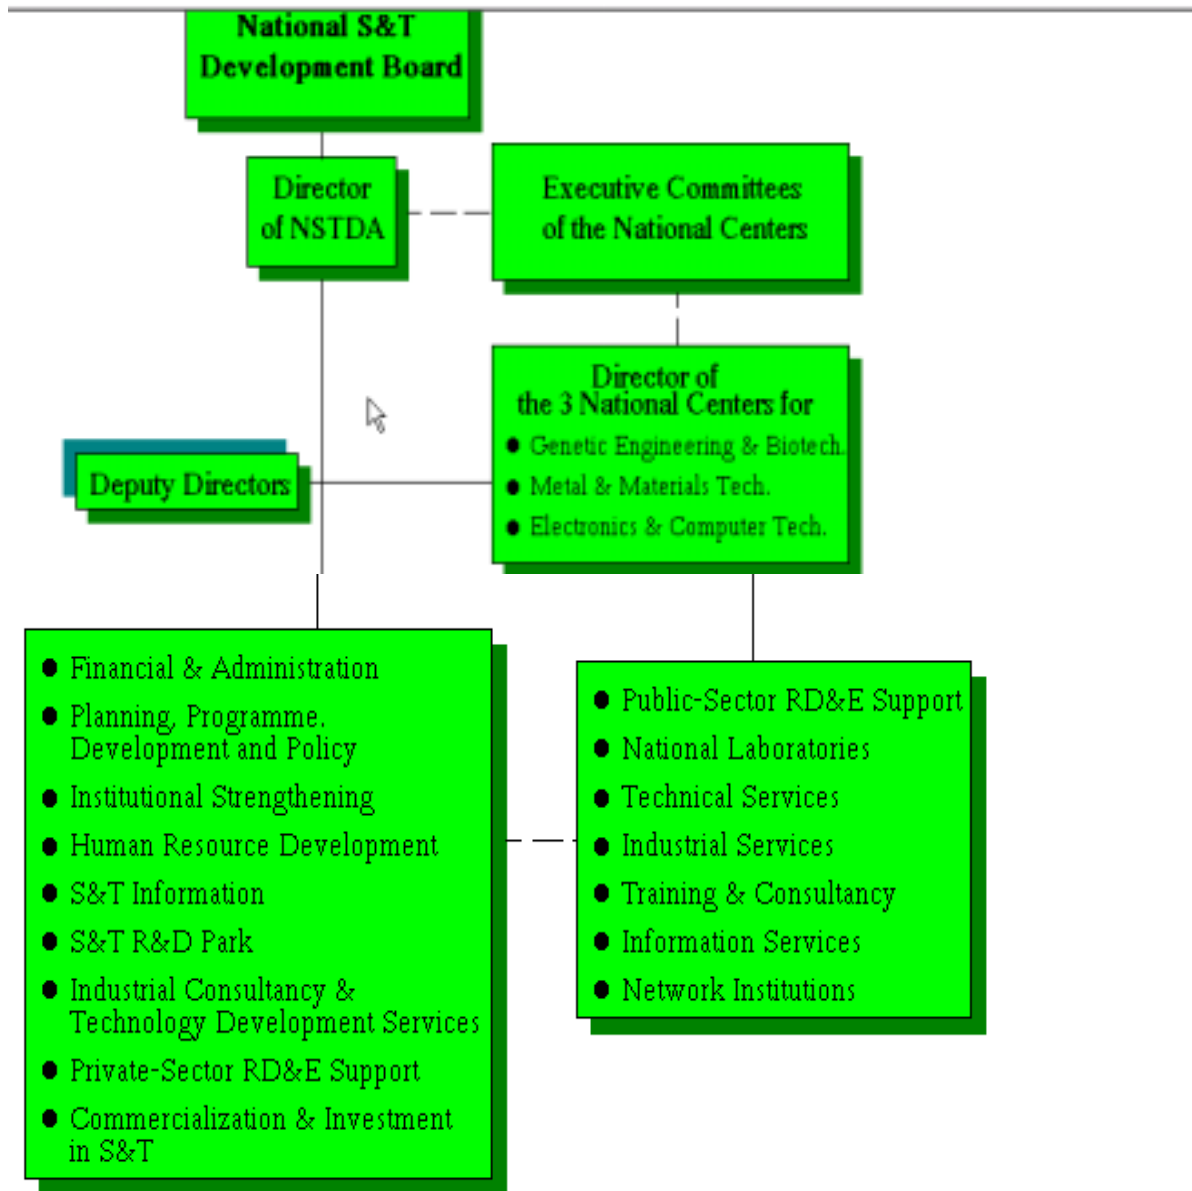 National S&T
Development Board
Director
of NSTDA
Executive Committees
of the National Centers
Director of
the 3 National Centers for
● Genetic Engineering & Biotech.
● Metal & Materials Tech.
● Electronics & Computer Tech.
Deputy Directors
● Financial & Administration
● Planning, Programme.
Development and Policy
● Institutional Strengthening
● Human Resource Development
● S&T Information
● S&T R&D Park
● Industrial Consultancy &
Technology Development Services
● Private-Sector RD&E Support
● Commercialization & Investment
in S&T
● Public-Sector RD&E Support
● National Laboratories
● Technical Services
● Industrial Services
● Training & Consultancy
● Information Services
● Network Institutions